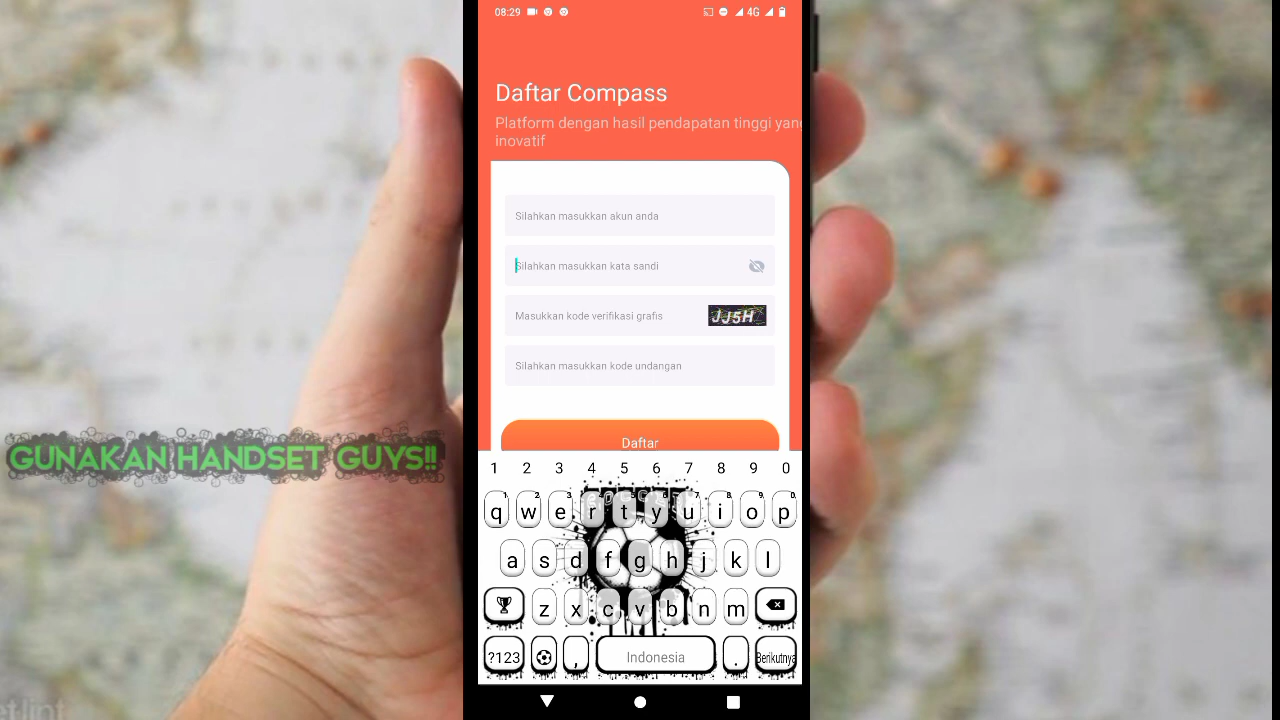 08:29
4G
Daftar Compass
Platform dengan hasil pendapatan tinggi yang
inovatif
Silahkan masukkan akun anda
Silahkan masukkan kata sandi
Masukkan kode verifikasi grafis
JJ5H
Silahkan masukkan kode undangan
Daftar
GUNAKAN HANDSET GUYS!!
1 2 3 4 5 6 7 8 9 0
q w e r t y u i o p
a s d f g h j k l
z x c v b n m
?123 , Indonesia . Berikutnya